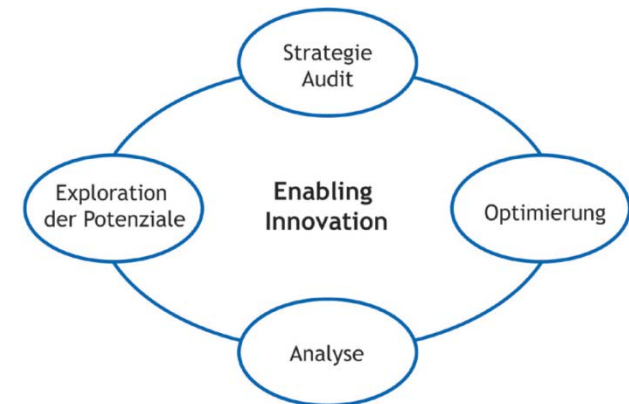 Strategie
Audit
Exploration
der Potenziale
Enabling
Innovation
Optimierung
Analyse